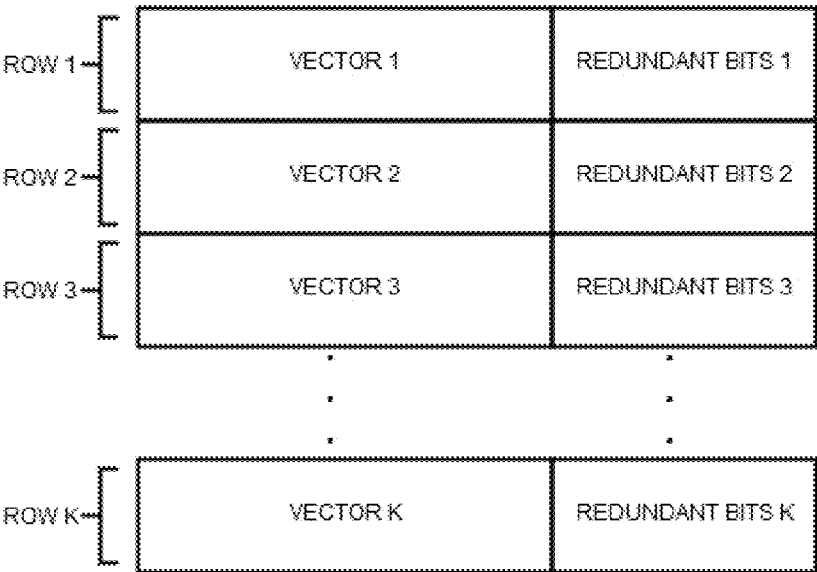 ROW 1 VECTOR 1 REDUNDANT BITS 1
ROW 2 VECTOR 2 REDUNDANT BITS 2
ROW 3 VECTOR 3 REDUNDANT BITS 3
ROW K VECTOR K REDUNDANT BITS K